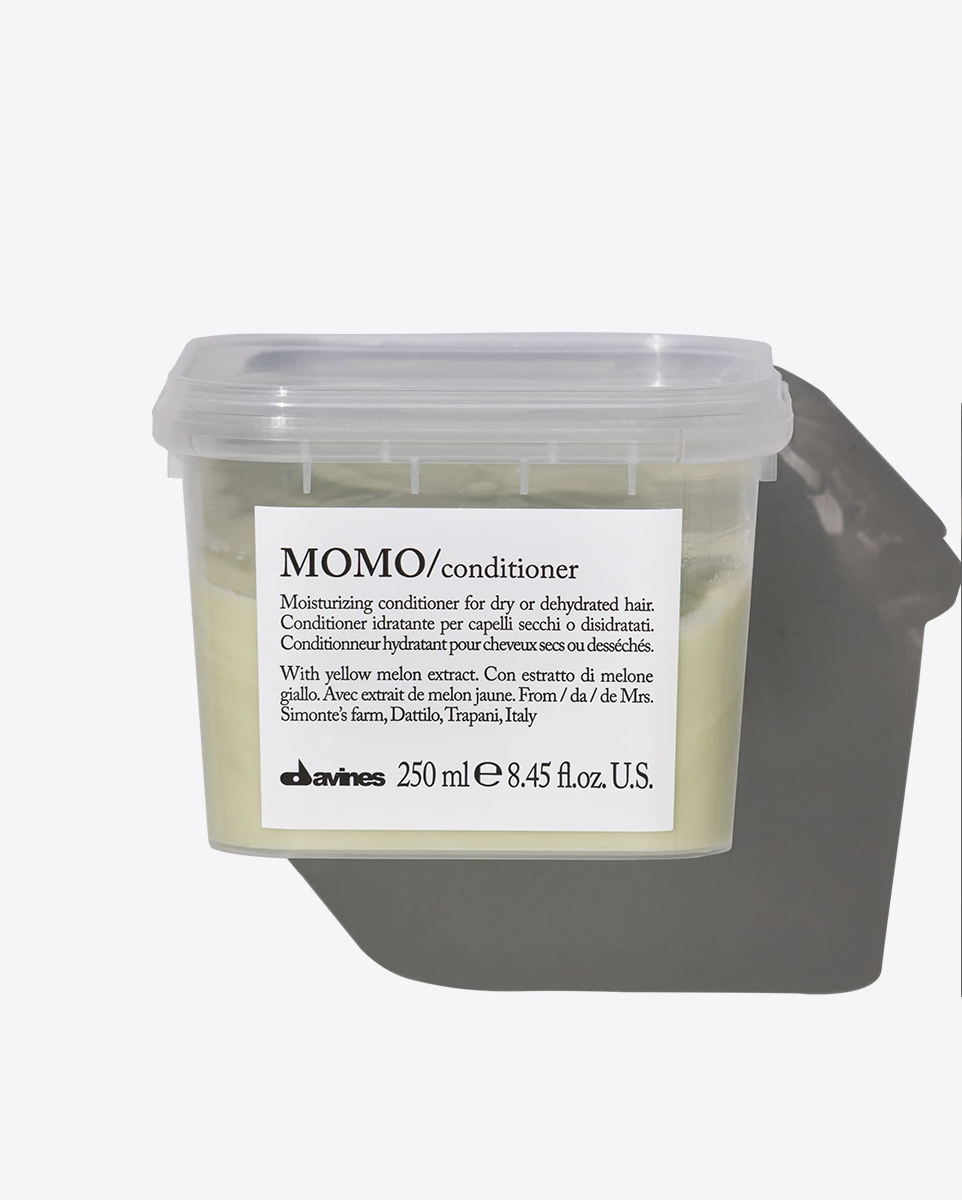 MOMO/conditioner
Moisturizing conditioner for dry or dehydrated hair.
Conditioner idratante per capelli secchi o disidratati.
Conditionneur hydratant pour cheveux secs ou desséchés.
With yellow melon extract. Con estratto di melone
giallo. Avec extrait de melon jaune. From / da / de Mrs.
Simonte's farm, Dattilo, Trapani, Italy
davines 250 ml ℮ 8.45 fl.oz. U.S.